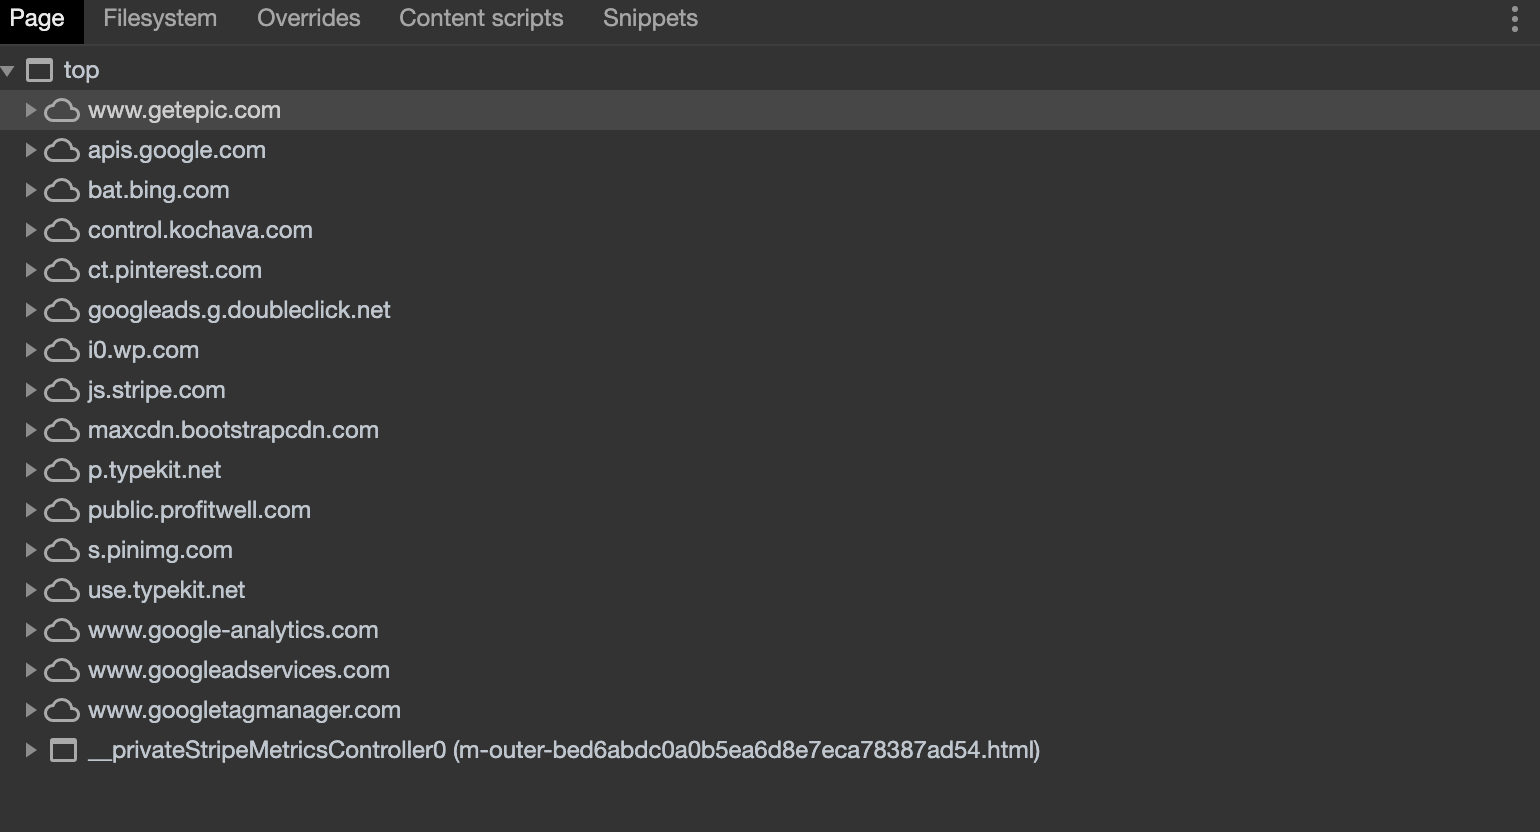 Page Filesystem Overrides Content scripts Snippets
top
www.getepic.com
apis.google.com
bat.bing.com
control.kochava.com
ct.pinterest.com
googleads.g.doubleclick.net
i0.wp.com
js.stripe.com
maxcdn.bootstrapcdn.com
p.typekit.net
public.profitwell.com
s.pinimg.com
use.typekit.net
www.google-analytics.com
www.googleadservices.com
www.googletagmanager.com
__privateStripeMetricsController0 (m-outer-bed6abdc0a0b5ea6d8e7eca78387ad54.html)